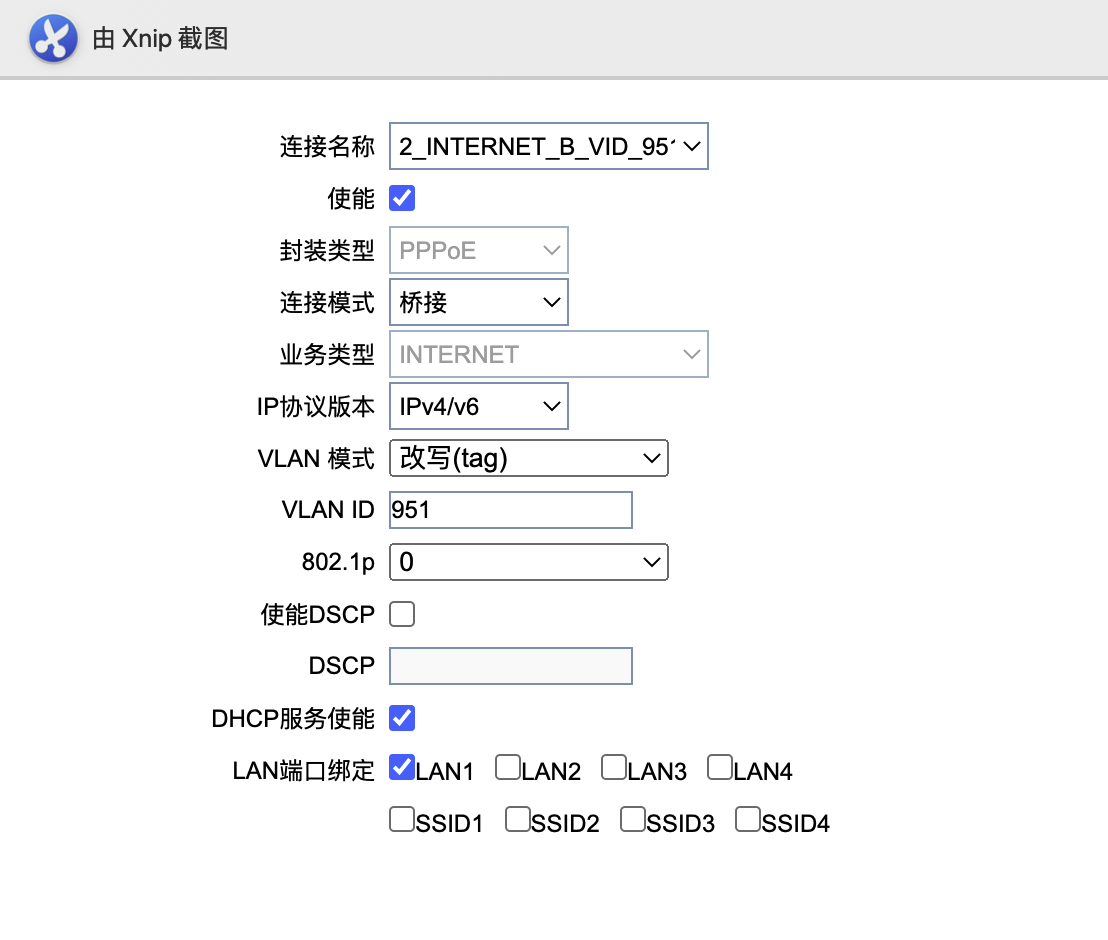 由 Xnip 截图
连接名称 2_INTERNET_B_VID_951
使能
封装类型 PPPoE
连接模式 桥接
业务类型 INTERNET
IP协议版本 IPv4/v6
VLAN 模式 改写(tag)
VLAN ID 951
802.1p 0
使能DSCP
DSCP
DHCP服务使能
LAN端口绑定 LAN1 LAN2 LAN3 LAN4
SSID1 SSID2 SSID3 SSID4